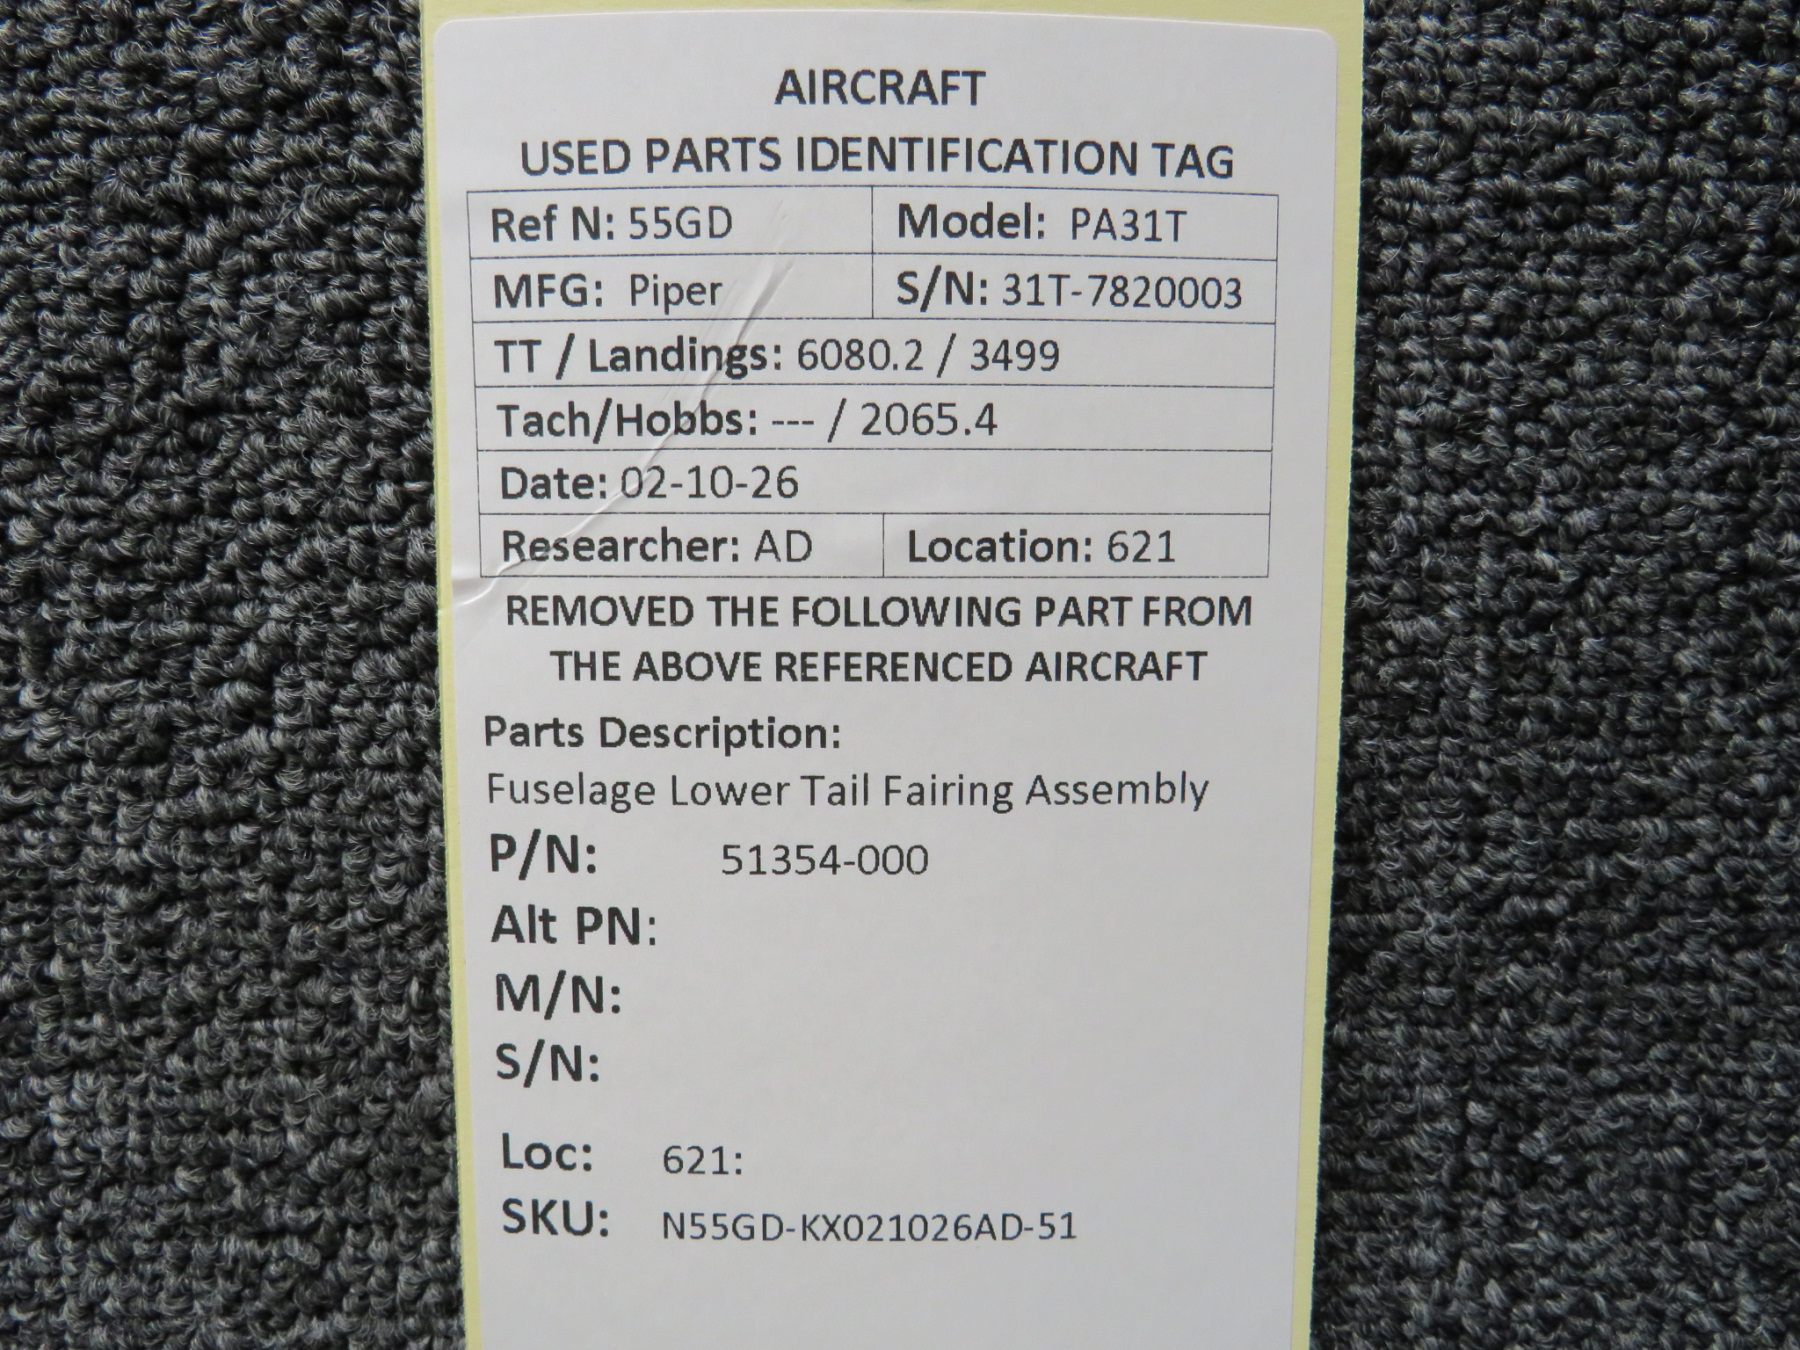 AIRCRAFT
USED PARTS IDENTIFICATION TAG
Ref N: 55GD Model: PA31T
MFG: Piper S/N: 31T-7820003
TT / Landings: 6080.2 / 3499
Tach/Hobbs: --- / 2065.4
Date: 02-10-26
Researcher: AD Location: 621
REMOVED THE FOLLOWING PART FROM
THE ABOVE REFERENCED AIRCRAFT
Parts Description:
Fuselage Lower Tail Fairing Assembly
P/N: 51354-000
Alt PN:
M/N:
S/N:
Loc: 621:
SKU: N55GD-KX021026AD-51